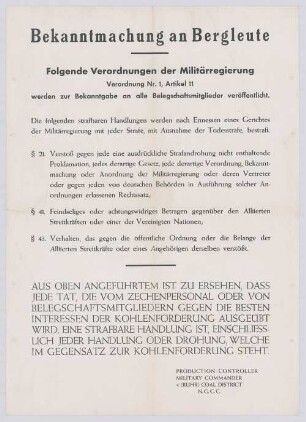 Bekanntmachung an Bergleute
Folgende Verordnungen der Militärregierung
Verordnung Nr. 1, Artikel 11
werden zur Bekanntgabe an alle Belegschaftsmitglieder veröffentlicht.
Die folgenden strafbaren Handlungen werden nach Ermessen eines Gerichtes
der Militärregierung mit jeder Strafe, mit Ausnahme der Todesstrafe, bestraft.
§ 21. Verstoß gegen jede eine ausdrückliche Strafandrohung nicht enthaltende
Proklamation, jedes derartige Gesetz, jede derartige Verordnung, Bekannt-
machung oder Anordnung der Militärregierung oder deren Vertreter
oder gegen jeden von deutschen Behörden in Ausführung solcher An-
ordnungen erlassenen Rechtssatz,
§ 41. Feindseliges oder achtungswidriges Betragen gegenüber den Alliierten
Streitkräften oder einer der Vereinigten Nationen,
§ 43. Verhalten, das gegen die öffentliche Ordnung oder die Belange der
Alliierten Streitkräfte oder eines Angehörigen derselben verstößt.
AUS OBEN ANGEFÜHRTEM IST ZU ERSEHEN, DASS
JEDE TAT, DIE VOM ZECHENPERSONAL ODER VON
BELEGSCHAFTSMITGLIEDERN GEGEN DIE BESTEN
INTERESSEN DER KOHLENFÖRDERUNG AUSGEÜBT
WIRD, EINE STRAFBARE HANDLUNG IST, EINSCHLIESS-
LICH JEDER HANDLUNG ODER DROHUNG, WELCHE
IM GEGENSATZ ZUR KOHLENFÖRDERUNG STEHT.
PRODUCTION CONTROLLER
MILITARY COMMANDER
(RUHR) COAL DISTRICT
N.G.C.C.